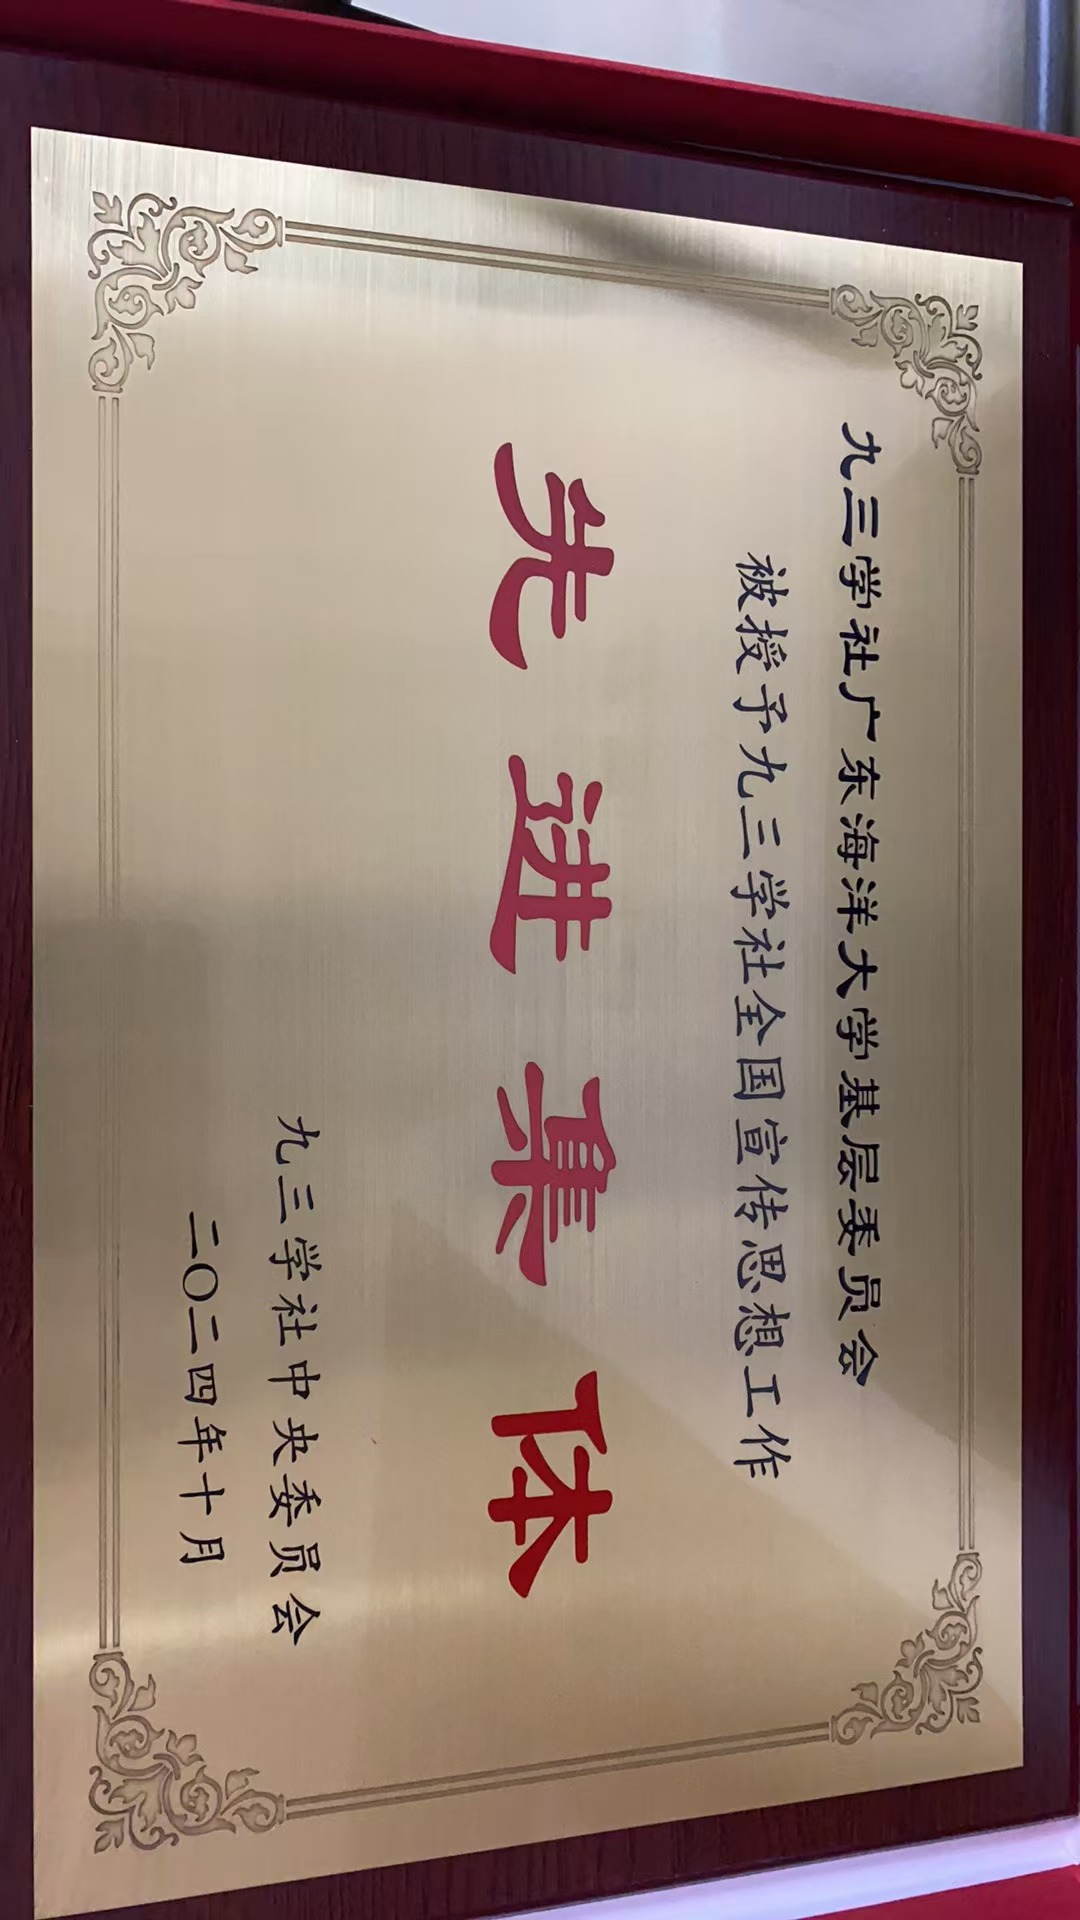 九三学社广东海洋大学基层委员会
被授予九三学社全国宣传思想工作
先进集体
九三学社中央委员会
二〇二四年十月